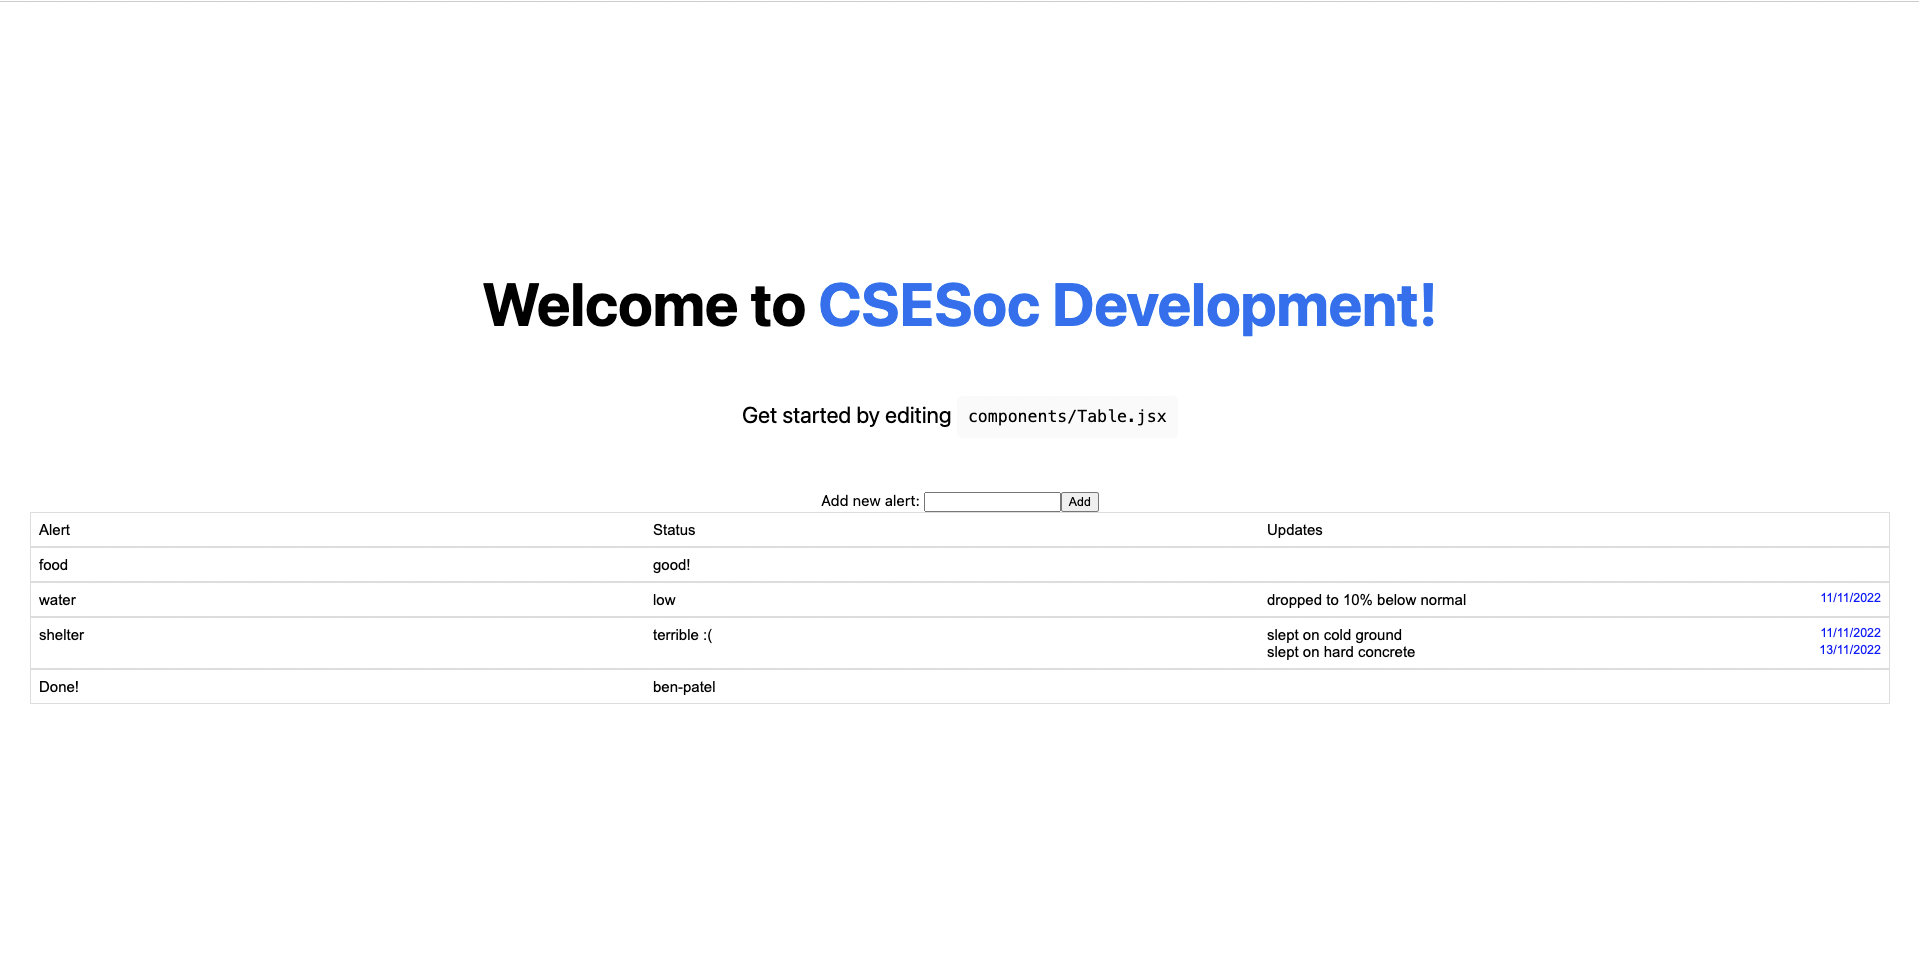 Welcome to CSESoc Development!
Get started by editing components/Table.jsx
Add new alert: Add
Alert Status Updates
food good!
water low dropped to 10% below normal 11/11/2022
shelter terrible :( slept on cold ground 11/11/2022
slept on hard concrete 13/11/2022
Done! ben-patel